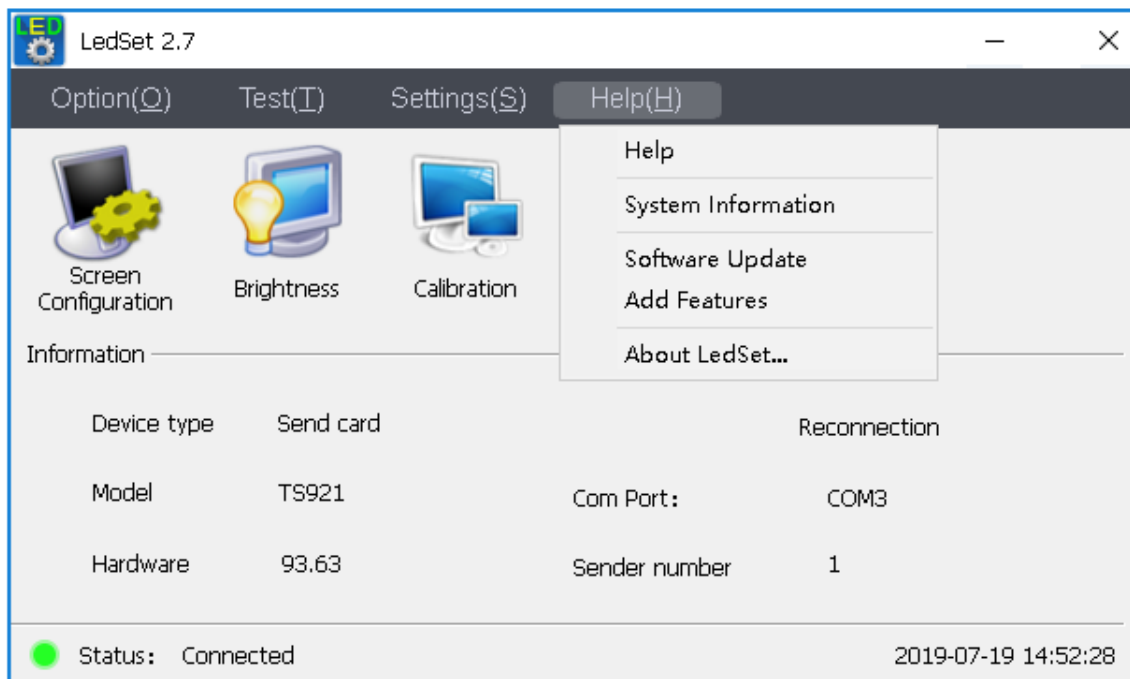 LED
LedSet 2.7
Option(O) Test(T) Settings(S) Help(H)
Help
System Information
Software Update
Add Features
About LedSet...
Screen
Configuration
Brightness
Calibration
Information
Device type Send card
Reconnection
Model TS921
Com Port: COM3
Hardware 93.63
Sender number 1
Status: Connected
2019-07-19 14:52:28